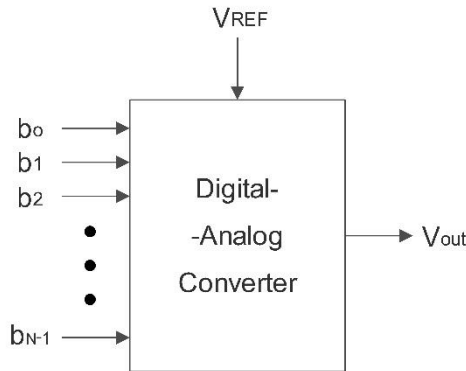 VREF
bo
b1
b2
Digital-
-Analog
Converter
Vout
bN-1